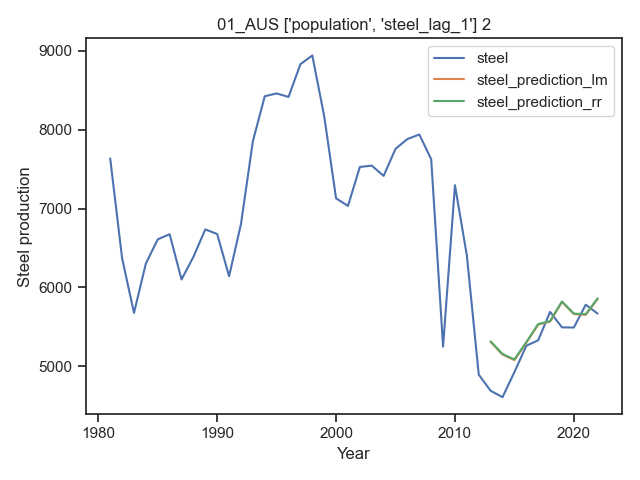 01_AUS ['population', 'steel_lag_1'] 2
steel
steel_prediction_lm
steel_prediction_rr
Steel production
9000
8000
7000
6000
5000
1980
1990
2000
2010
2020
Year